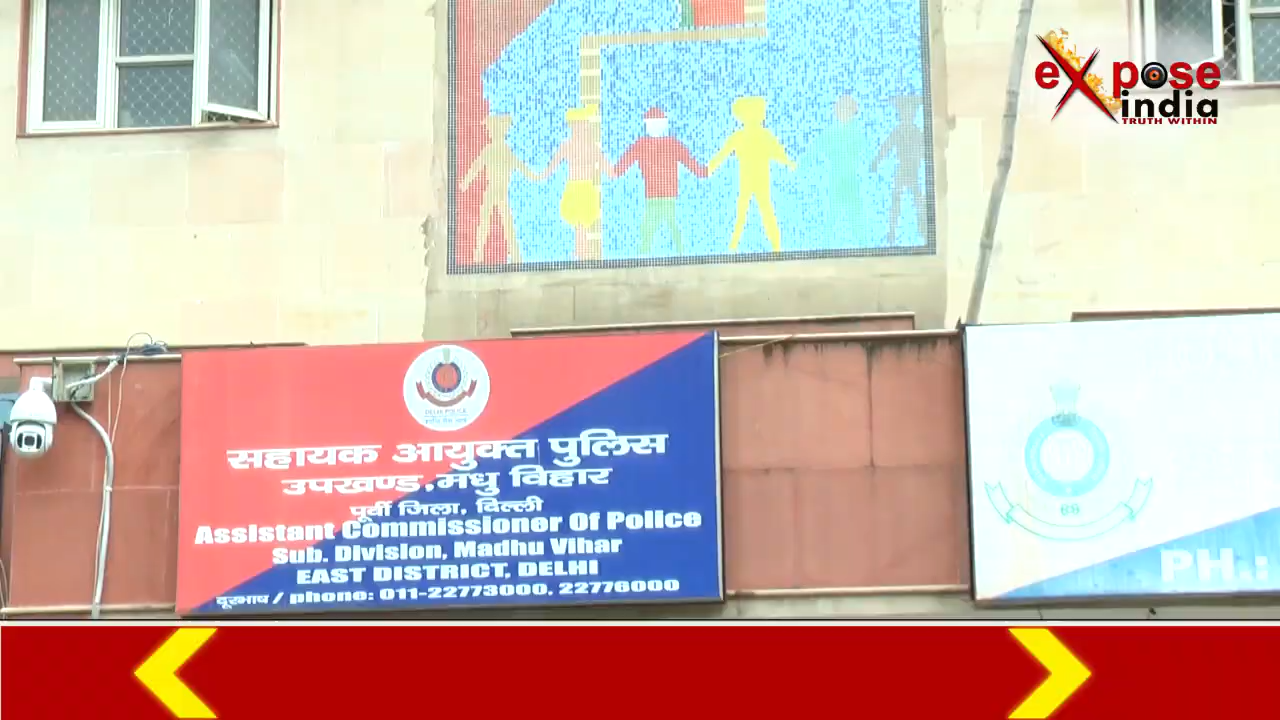 expose
india
TRUTH WITHIN
DELHI POLICE
सहायक आयुक्त पुलिस
उपखण्ड, मधु विहार
पूर्वी जिला, दिल्ली
Assistant Commissioner Of Police
Sub. Division, Madhu Vihar
EAST DISTRICT, DELHI
दूरभाष / phone: 011-22773000, 22776000
PH.: